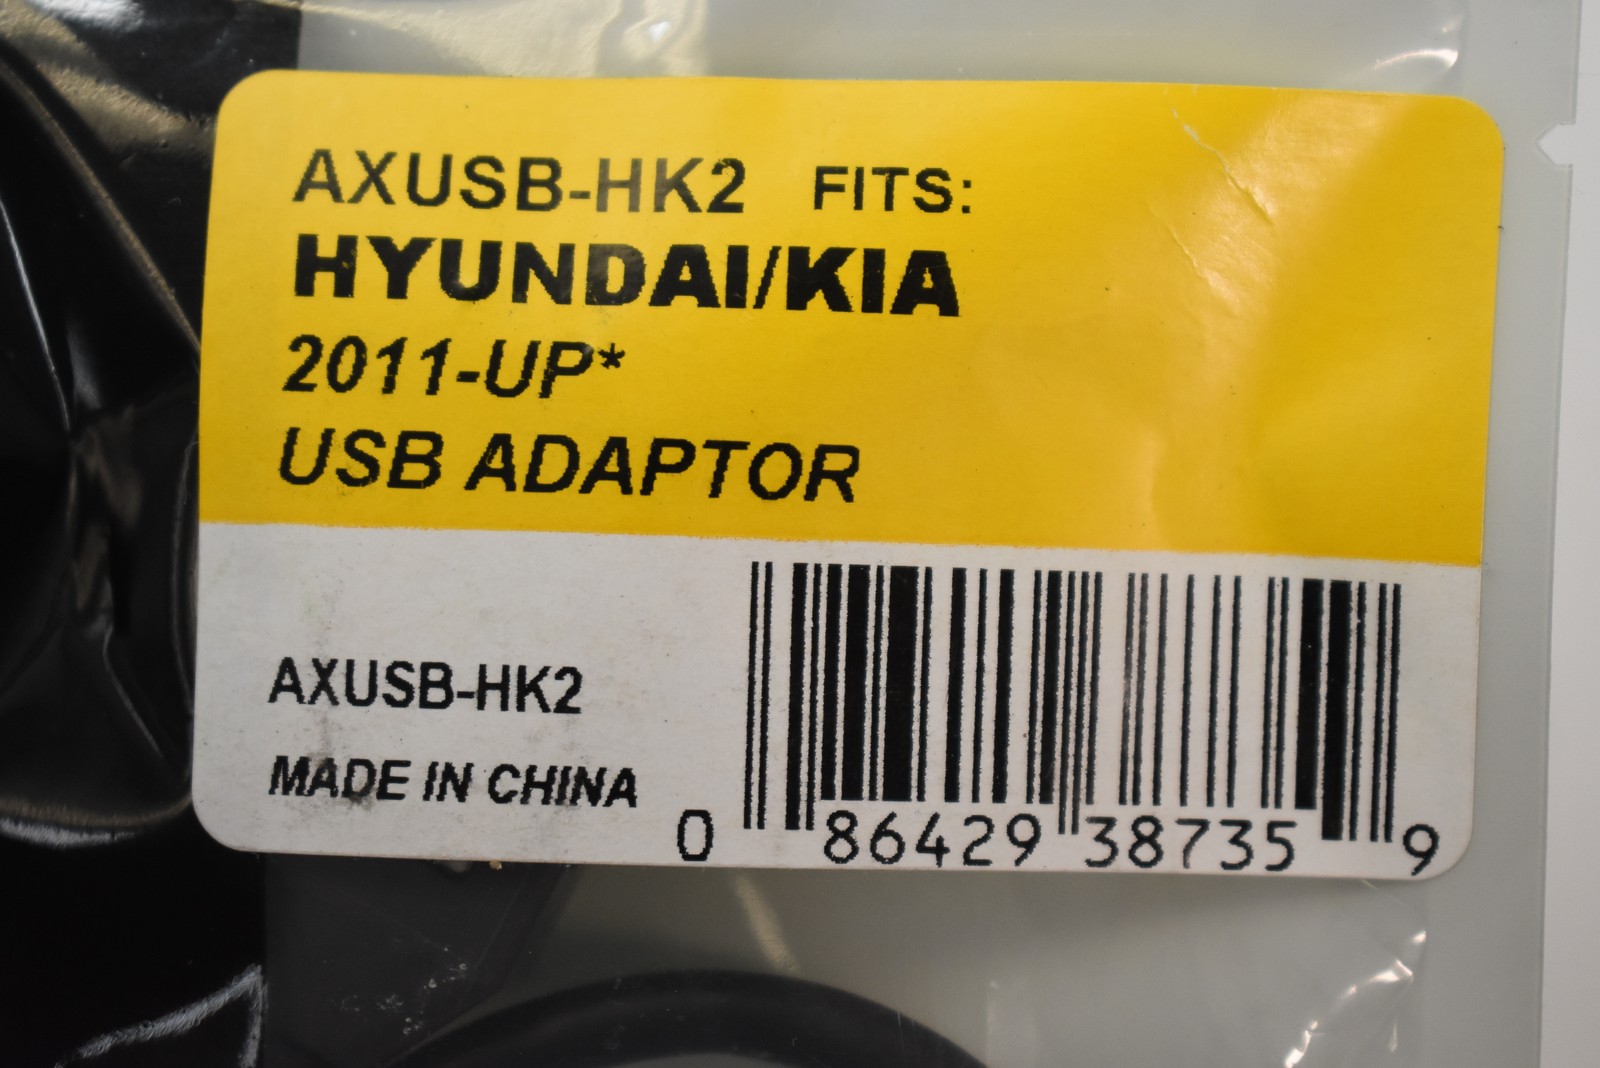 AXUSB-HK2 FITS:
HYUNDAI/KIA
2011-UP*
USB ADAPTOR
AXUSB-HK2
MADE IN CHINA
0 86429 38735 9